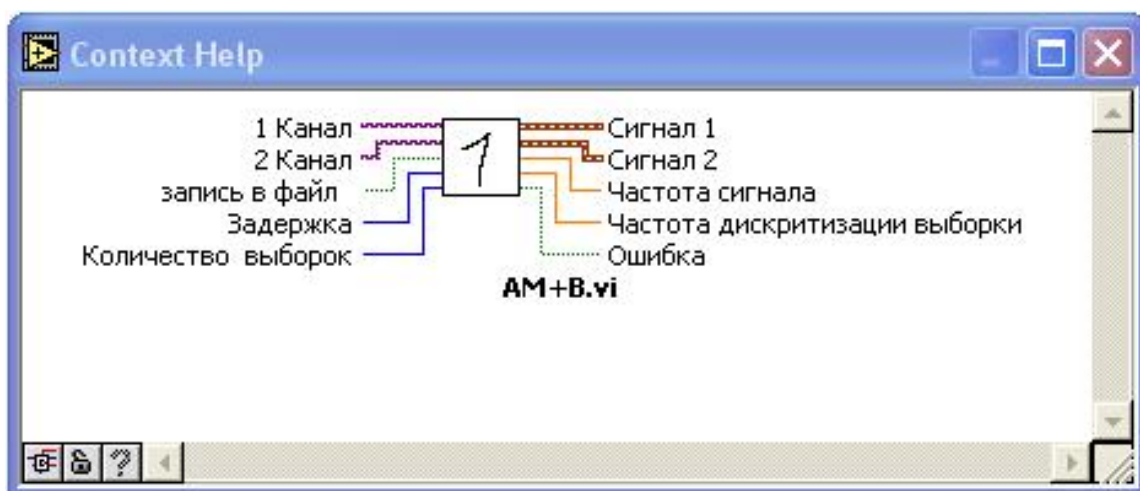 Context Help
1 Канал
2 Канал
запись в файл
Задержка
Количество выборок
1
Сигнал 1
Сигнал 2
Частота сигнала
Частота дискритизации выборки
Ошибка
AM+B.vi
?